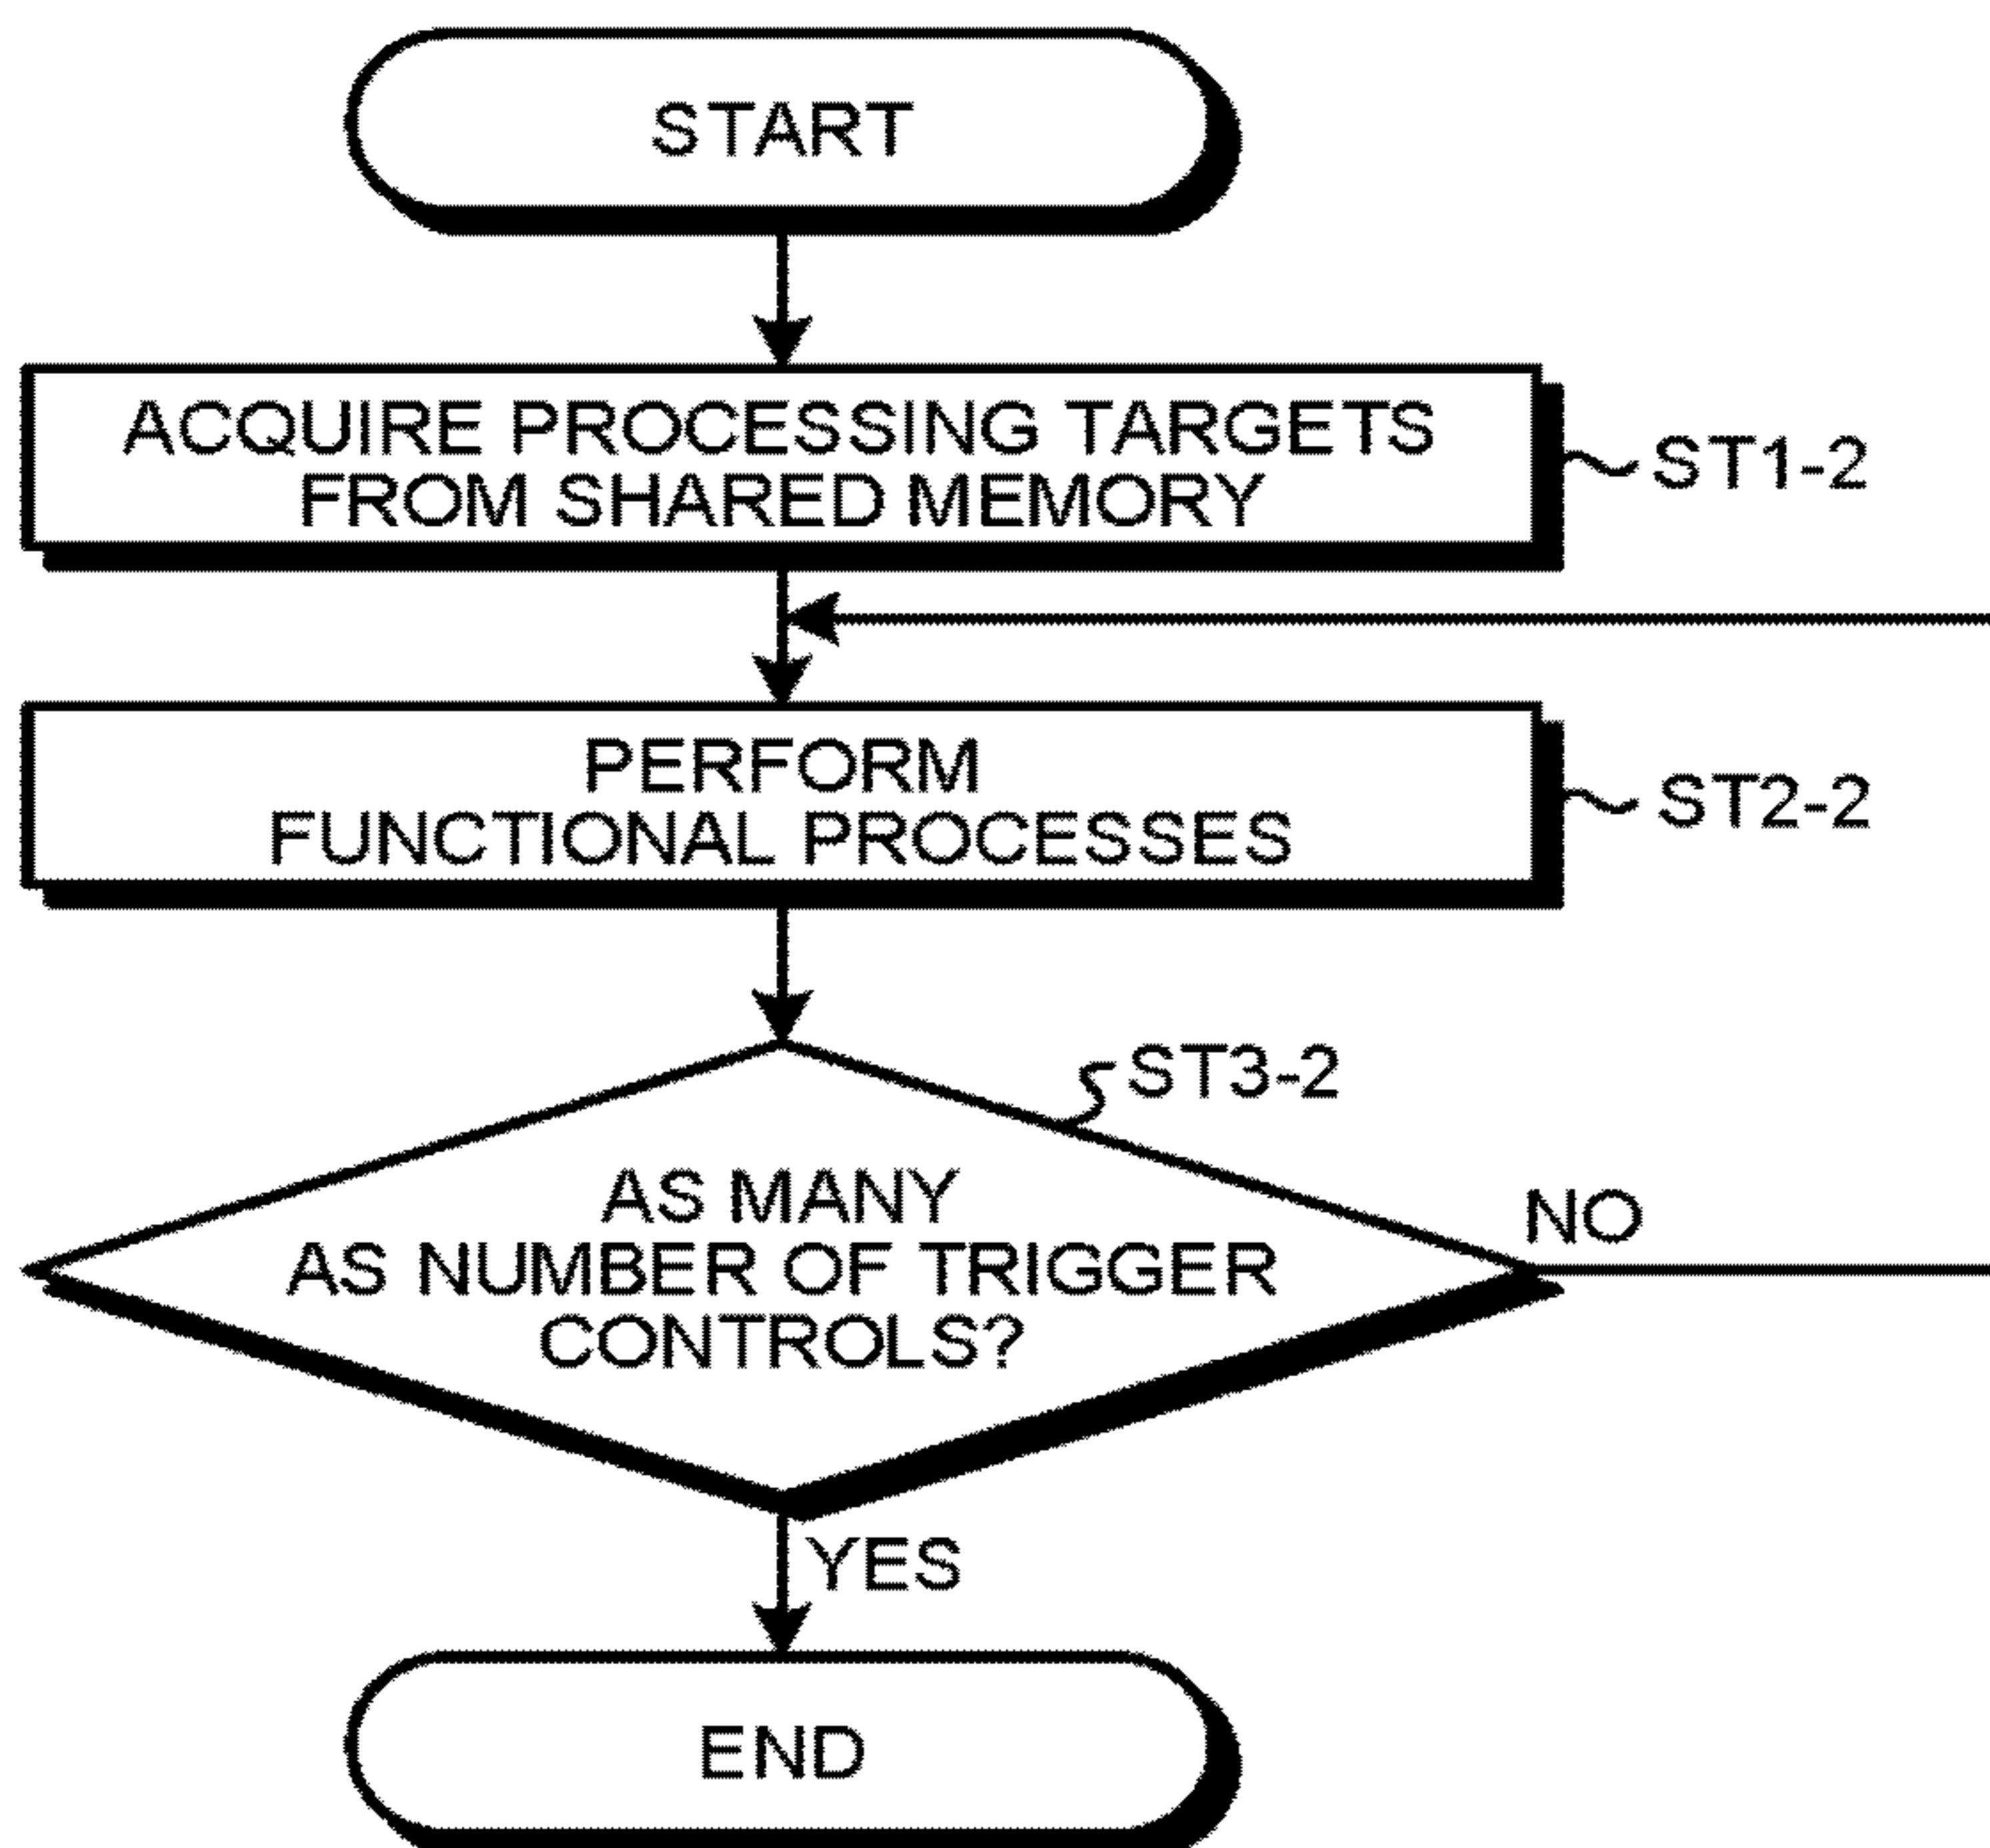 START
ACQUIRE PROCESSING TARGETS
FROM SHARED MEMORY
ST1-2
PERFORM
FUNCTIONAL PROCESSES
ST2-2
ST3-2
AS MANY
AS NUMBER OF TRIGGER
CONTROLS?
NO
YES
END